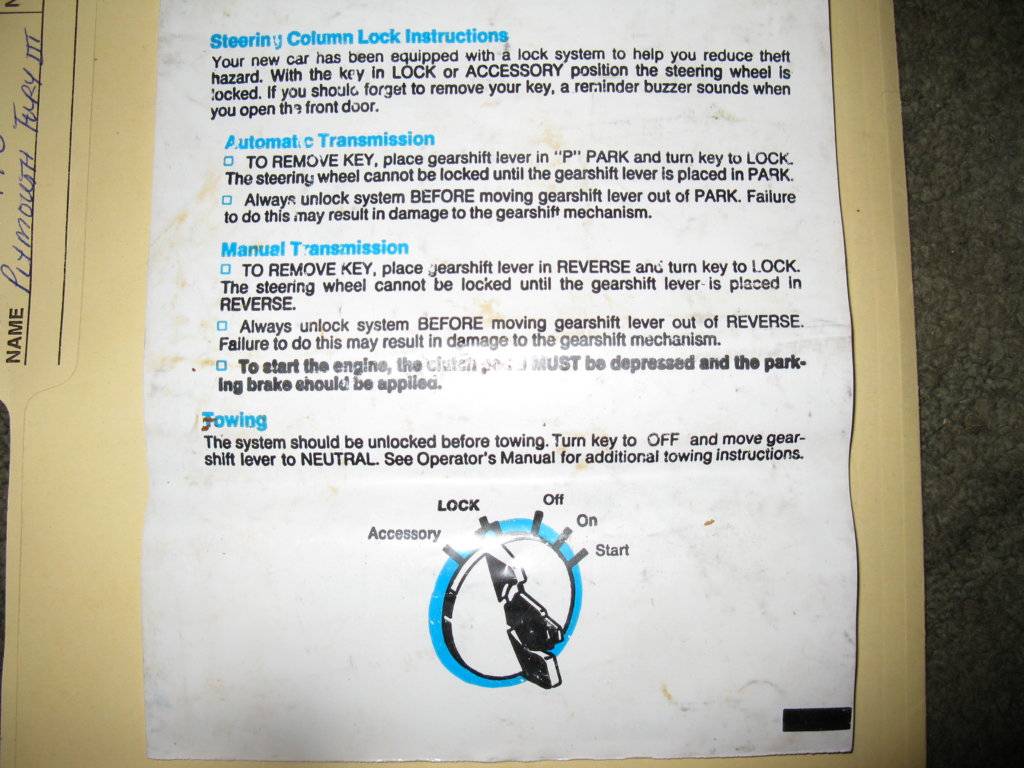 Steering Column Lock Instructions
Your new car has been equipped with a lock system to help you reduce theft
hazard. With the key in LOCK or ACCESSORY position the steering wheel is
locked. If you should forget to remove your key, a reminder buzzer sounds when
you open the front door.
Automatic Transmission
TO REMOVE KEY, place gearshift lever in "P" PARK and turn key to LOCK.
The steering wheel cannot be locked until the gearshift lever is placed in PARK.
Always unlock system BEFORE moving gearshift lever out of PARK. Failure
to do this may result in damage to the gearshift mechanism.
Manual Transmission
TO REMOVE KEY, place gearshift lever in REVERSE and turn key to LOCK.
The steering wheel cannot be locked until the gearshift lever is placed in
REVERSE.
Always unlock system BEFORE moving gearshift lever out of REVERSE.
Failure to do this may result in damage to the gearshift mechanism.
To start the engine, the clutch MUST be depressed and the park-
ing brake should be applied.
Towing
The system should be unlocked before towing. Turn key to OFF and move gear-
shift lever to NEUTRAL. See Operator's Manual for additional towing instructions.
LOCK
Off
Accessory
On
Start
NAME PLYMOUTH FURY III